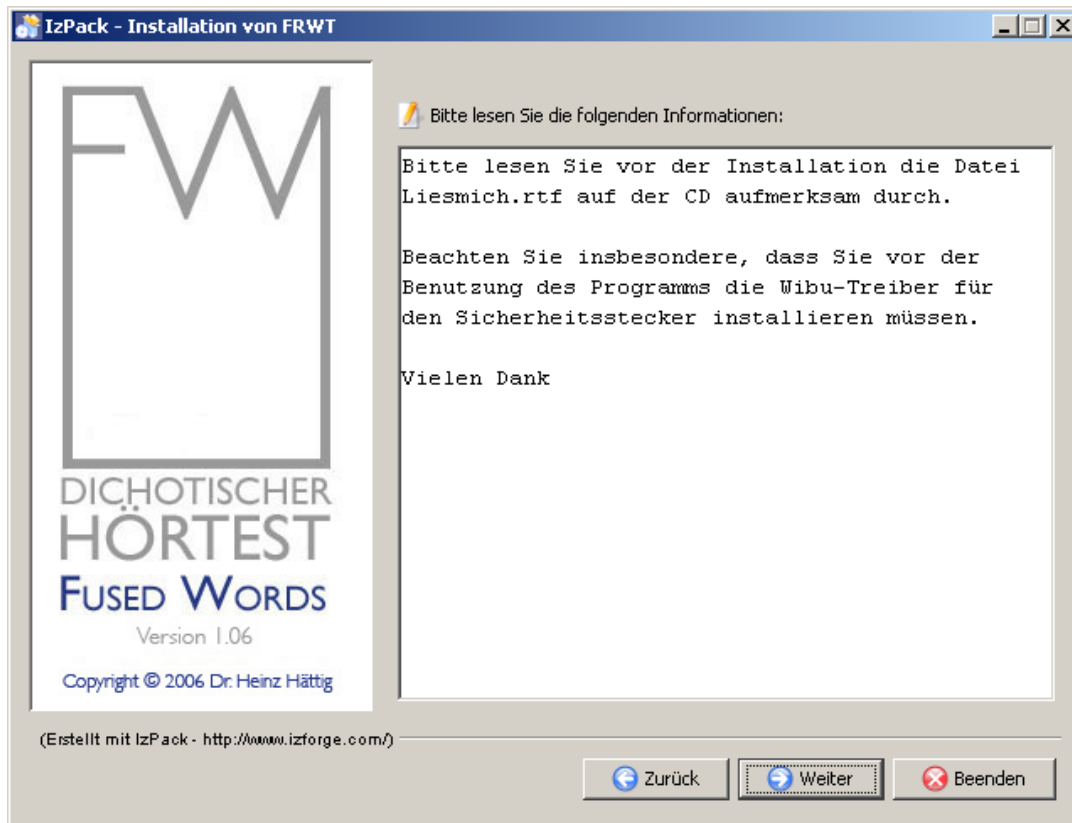 IzPack - Installation von FRWT
FW
DICHOTISCHER
HÖRTEST
FUSED WORDS
Version 1.06
Copyright © 2006 Dr. Heinz Hättig
Bitte lesen Sie die folgenden Informationen:
Bitte lesen Sie vor der Installation die Datei
Liesmich.rtf auf der CD aufmerksam durch.
Beachten Sie insbesondere, dass Sie vor der
Benutzung des Programms die Wibu-Treiber für
den Sicherheitsstecker installieren müssen.
Vielen Dank
(Erstellt mit IzPack - http://www.izforge.com/)
Zurück
Weiter
Beenden